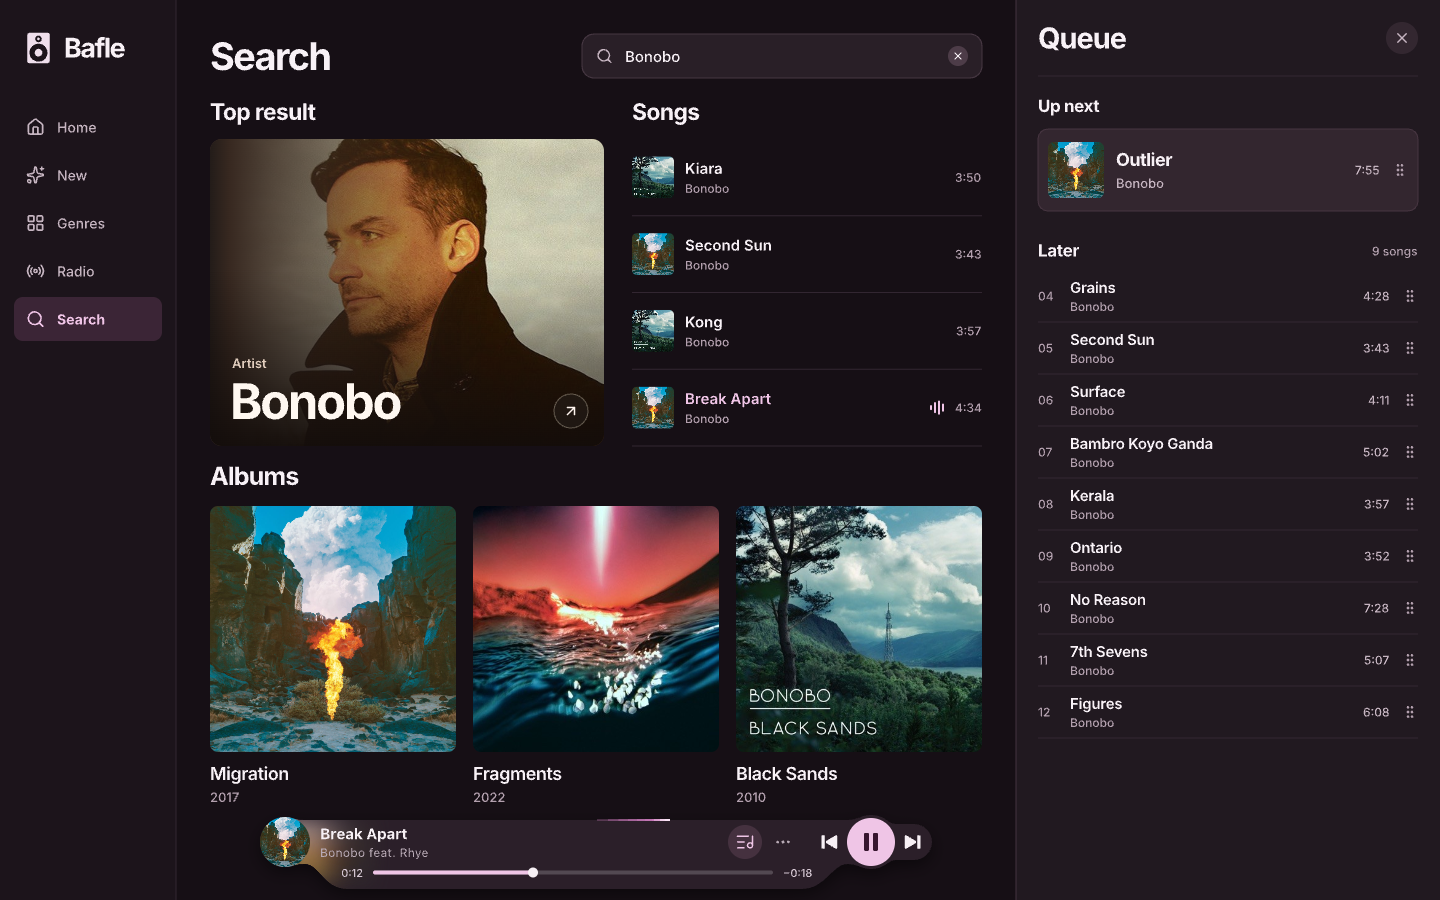 Bafle
Home
New
Genres
Radio
Search
Search
Bonobo
Top result
Artist
Bonobo
Songs
Kiara
Bonobo
3:50
Second Sun
Bonobo
3:43
Kong
Bonobo
3:57
Break Apart
Bonobo
4:34
Albums
BONOBO
BLACK SANDS
Migration
2017
Fragments
2022
Black Sands
2010
Break Apart
Bonobo feat. Rhye
0:12
−0:18
Queue
Up next
Outlier
Bonobo
7:55
Later
9 songs
04 Grains 4:28
Bonobo
05 Second Sun 3:43
Bonobo
06 Surface 4:11
Bonobo
07 Bambro Koyo Ganda 5:02
Bonobo
08 Kerala 3:57
Bonobo
09 Ontario 3:52
Bonobo
10 No Reason 7:28
Bonobo
11 7th Sevens 5:07
Bonobo
12 Figures 6:08
Bonobo